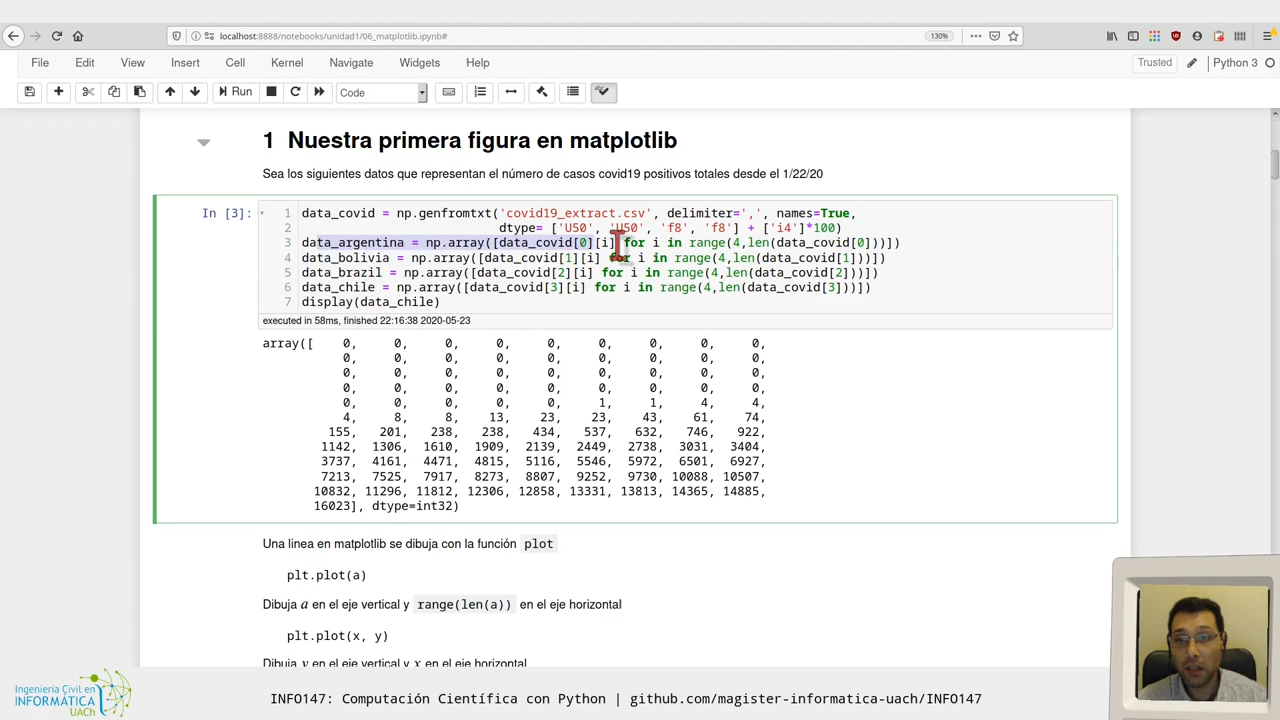 localhost:8888/notebooks/unidad1/06_matplotlib.ipynb#
130%
File Edit View Insert Cell Kernel Navigate Widgets Help
Trusted
Python 3
Run
Code
1 Nuestra primera figura en matplotlib
Sea los siguientes datos que representan el número de casos covid19 positivos totales desde el 1/22/20
In [3]:
1 data_covid = np.genfromtxt('covid19_extract.csv', delimiter=',', names=True,
2 dtype= ['U50', 'U50', 'f8', 'f8'] + ['i4']*100)
3 data_argentina = np.array([data_covid[0][i] for i in range(4,len(data_covid[0]))])
4 data_bolivia = np.array([data_covid[1][i] for i in range(4,len(data_covid[1]))])
5 data_brazil = np.array([data_covid[2][i] for i in range(4,len(data_covid[2]))])
6 data_chile = np.array([data_covid[3][i] for i in range(4,len(data_covid[3]))])
7 display(data_chile)
executed in 58ms, finished 22:16:38 2020-05-23
array([ 0, 0, 0, 0, 0, 0, 0, 0, 0,
0, 0, 0, 0, 0, 0, 0, 0, 0,
0, 0, 0, 0, 0, 0, 0, 0, 0,
0, 0, 0, 0, 0, 0, 0, 0, 0,
0, 0, 0, 0, 0, 1, 1, 4, 4,
4, 8, 8, 13, 23, 23, 43, 61, 74,
155, 201, 238, 238, 434, 537, 632, 746, 922,
1142, 1306, 1610, 1909, 2139, 2449, 2738, 3031, 3404,
3737, 4161, 4471, 4815, 5116, 5546, 5972, 6501, 6927,
7213, 7525, 7917, 8273, 8807, 9252, 9730, 10088, 10507,
10832, 11296, 11812, 12306, 12858, 13331, 13813, 14365, 14885,
16023], dtype=int32)
Una linea en matplotlib se dibuja con la función plot
plt.plot(a)
Dibuja a en el eje vertical y range(len(a)) en el eje horizontal
plt.plot(x, y)
Dibuja y en el eje vertical y x en el eje horizontal
Ingeniería Civil en
INFORMÁTICA
UACh
INFO147: Computación Científica con Python | github.com/magister-informatica-uach/INFO147